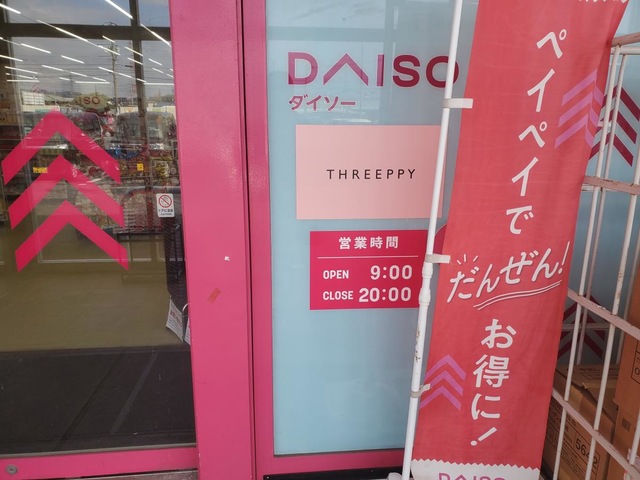 DAISO
ダイソー
THREEPPY
営業時間
OPEN 9:00
CLOSE 20:00
ペイペイで
だんぜん!
お得に!
DAISO